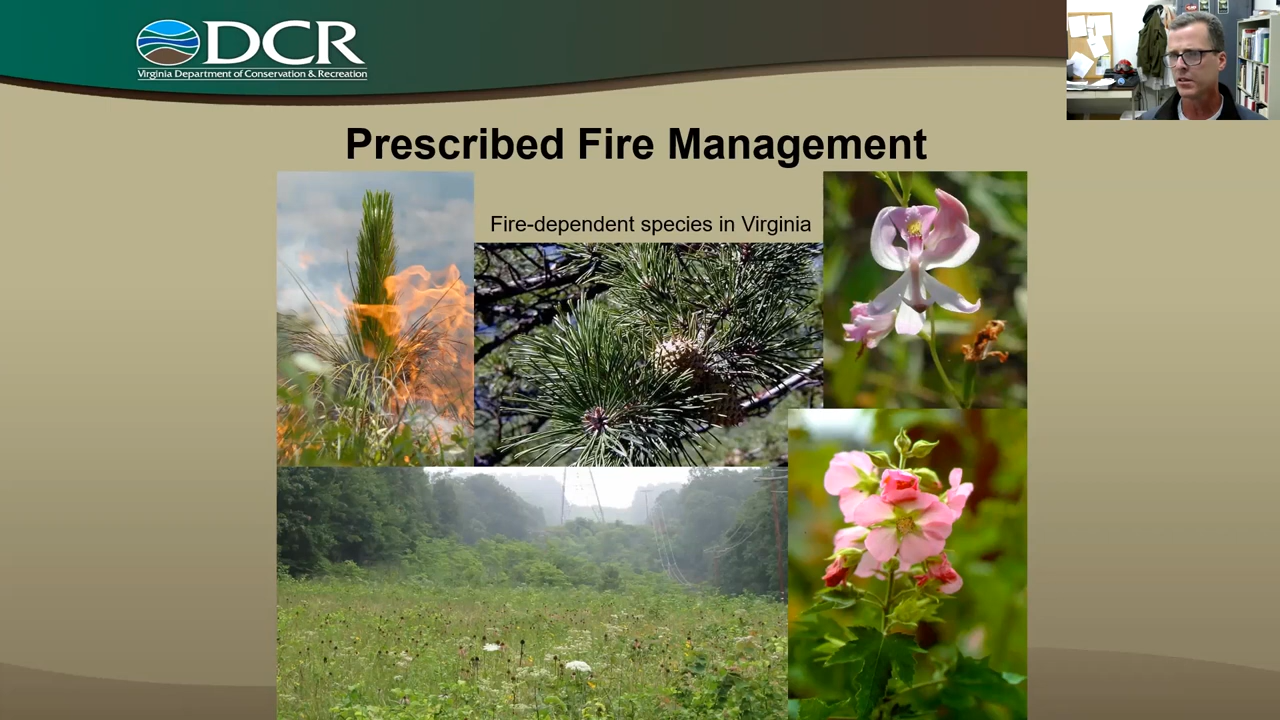 DCR
Virginia Department of Conservation & Recreation
Prescribed Fire Management
Fire-dependent species in Virginia